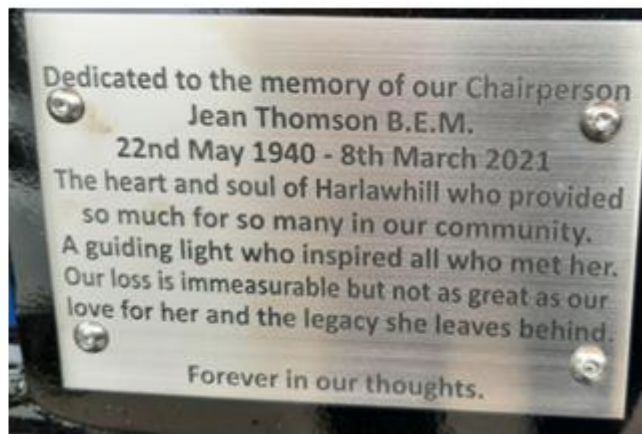 Dedicated to the memory of our Chairperson
Jean Thomson B.E.M.
22nd May 1940 - 8th March 2021
The heart and soul of Harlawhill who provided
so much for so many in our community.
A guiding light who inspired all who met her.
Our loss is immeasurable but not as great as our
love for her and the legacy she leaves behind.
Forever in our thoughts.